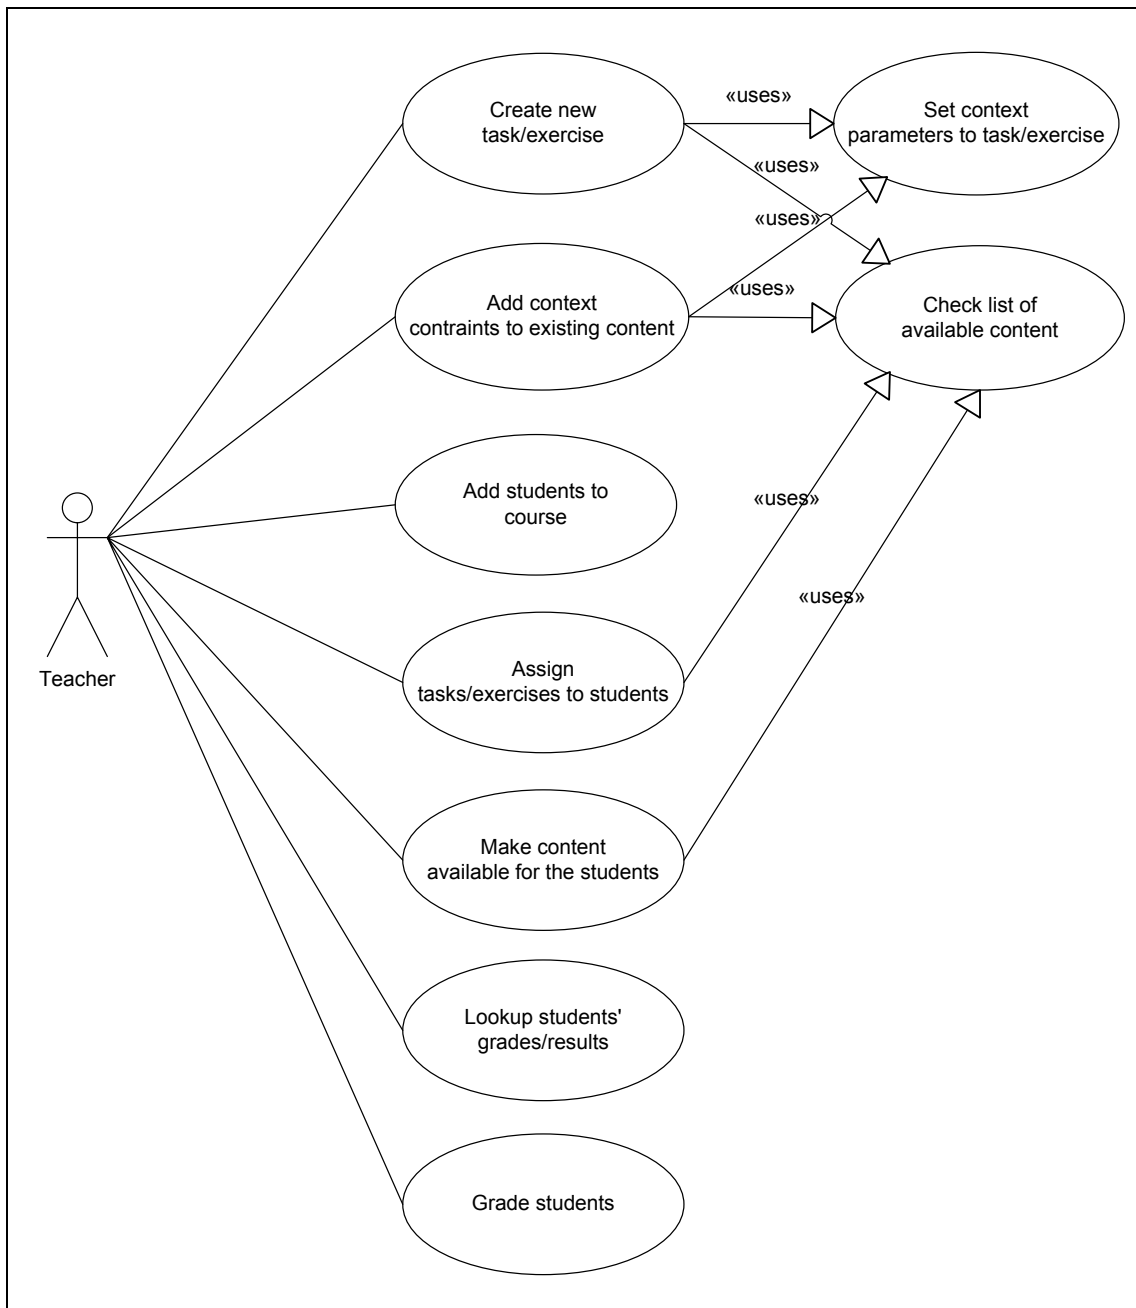 Create new
task/exercise
«uses»
Set context
parameters to task/exercise
«uses»
«uses»
Add context
contraints to existing content
«uses»
Check list of
available content
Add students to
course
«uses»
Teacher
Assign
tasks/exercises to students
«uses»
Make content
available for the students
Lookup students'
grades/results
Grade students